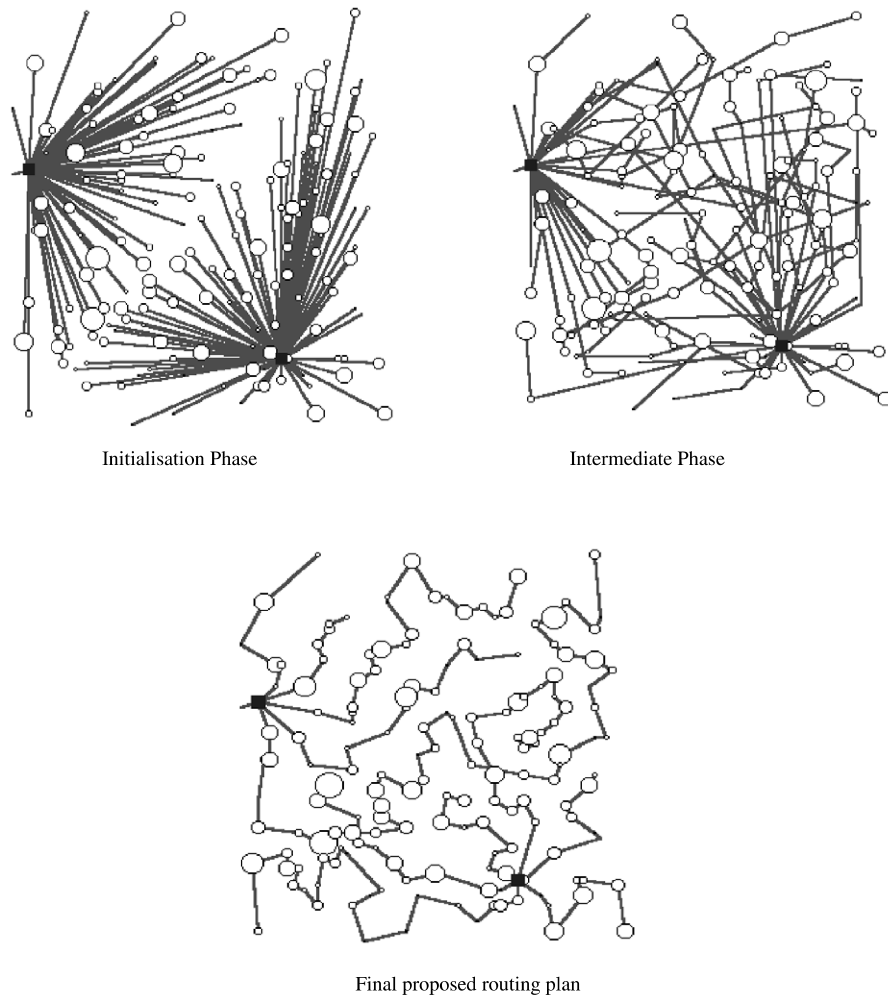 Initialisation Phase
Intermediate Phase
Final proposed routing plan